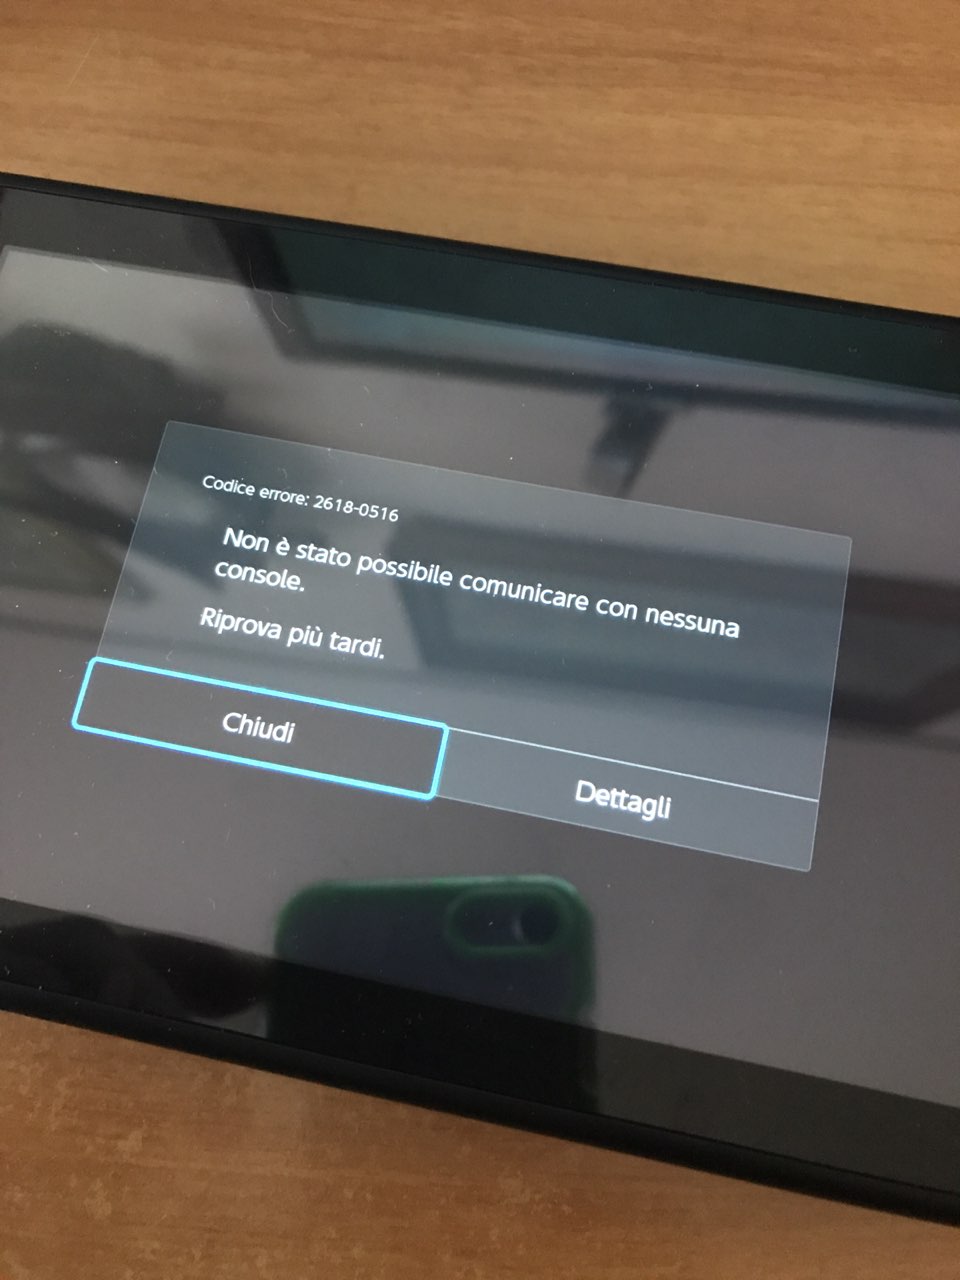 Codice errore: 2618-0516
Non è stato possibile comunicare con nessuna
console.
Riprova più tardi.
Chiudi
Dettagli